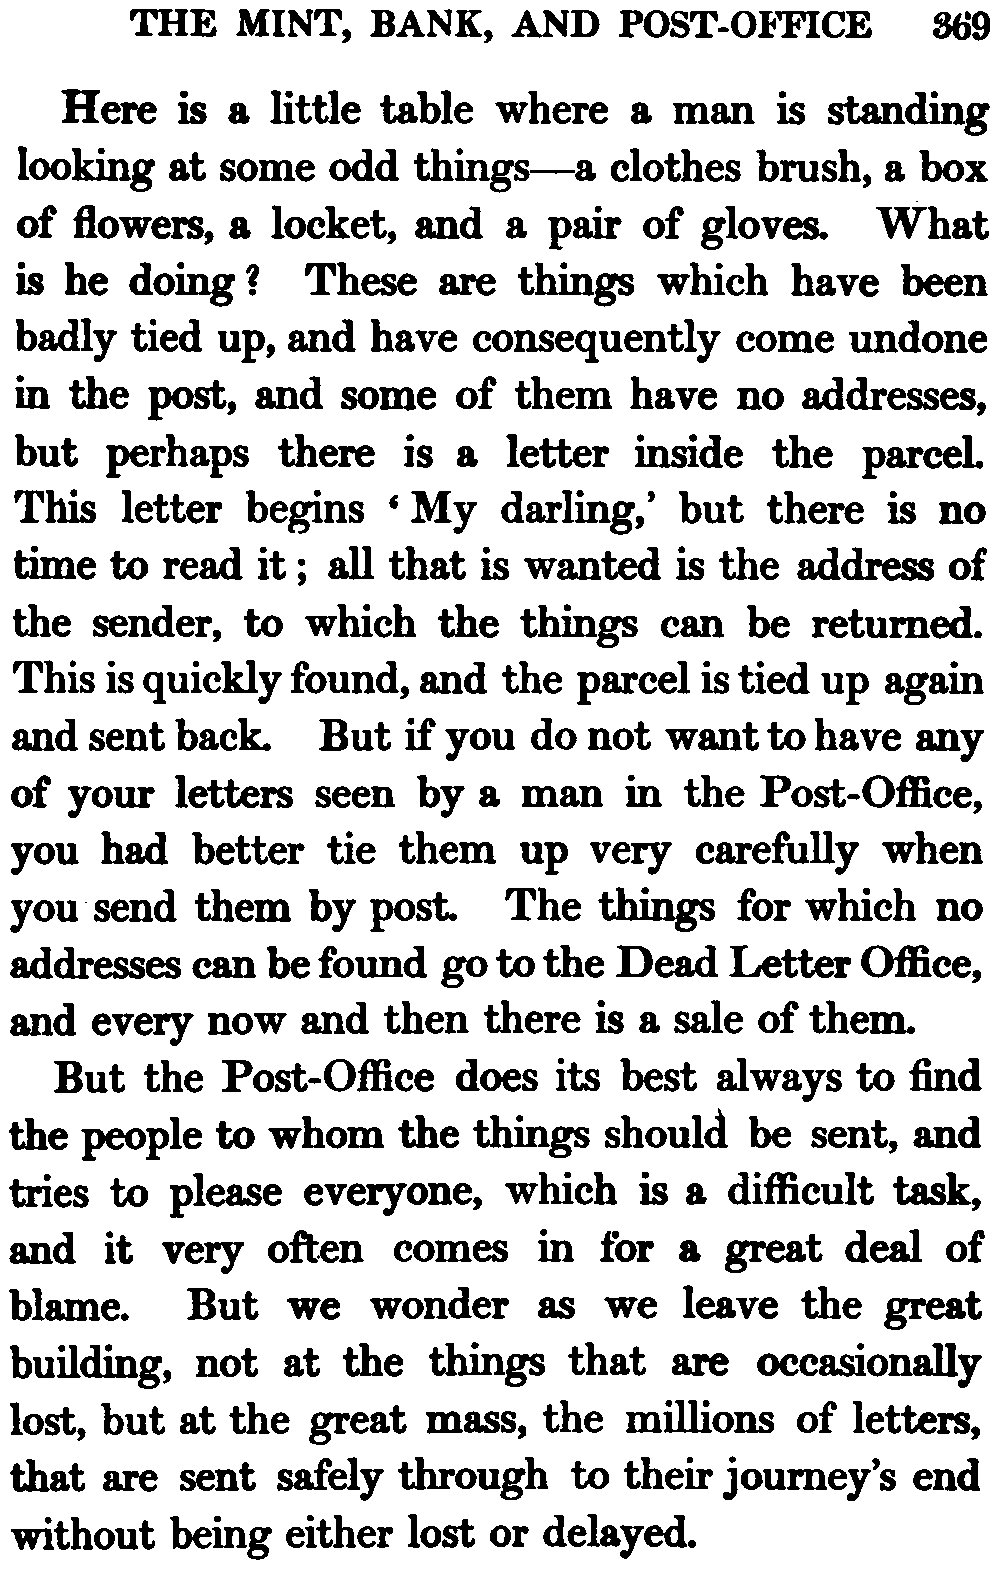 THE MINT, BANK, AND POST-OFFICE 369
Here is a little table where a man is standing
looking at some odd things—a clothes brush, a box
of flowers, a locket, and a pair of gloves. What
is he doing? These are things which have been
badly tied up, and have consequently come undone
in the post, and some of them have no addresses,
but perhaps there is a letter inside the parcel.
This letter begins ‘My darling,’ but there is no
time to read it; all that is wanted is the address of
the sender, to which the things can be returned.
This is quickly found, and the parcel is tied up again
and sent back. But if you do not want to have any
of your letters seen by a man in the Post-Office,
you had better tie them up very carefully when
you send them by post. The things for which no
addresses can be found go to the Dead Letter Office,
and every now and then there is a sale of them.
But the Post-Office does its best always to find
the people to whom the things should be sent, and
tries to please everyone, which is a difficult task,
and it very often comes in for a great deal of
blame. But we wonder as we leave the great
building, not at the things that are occasionally
lost, but at the great mass, the millions of letters,
that are sent safely through to their journey’s end
without being either lost or delayed.